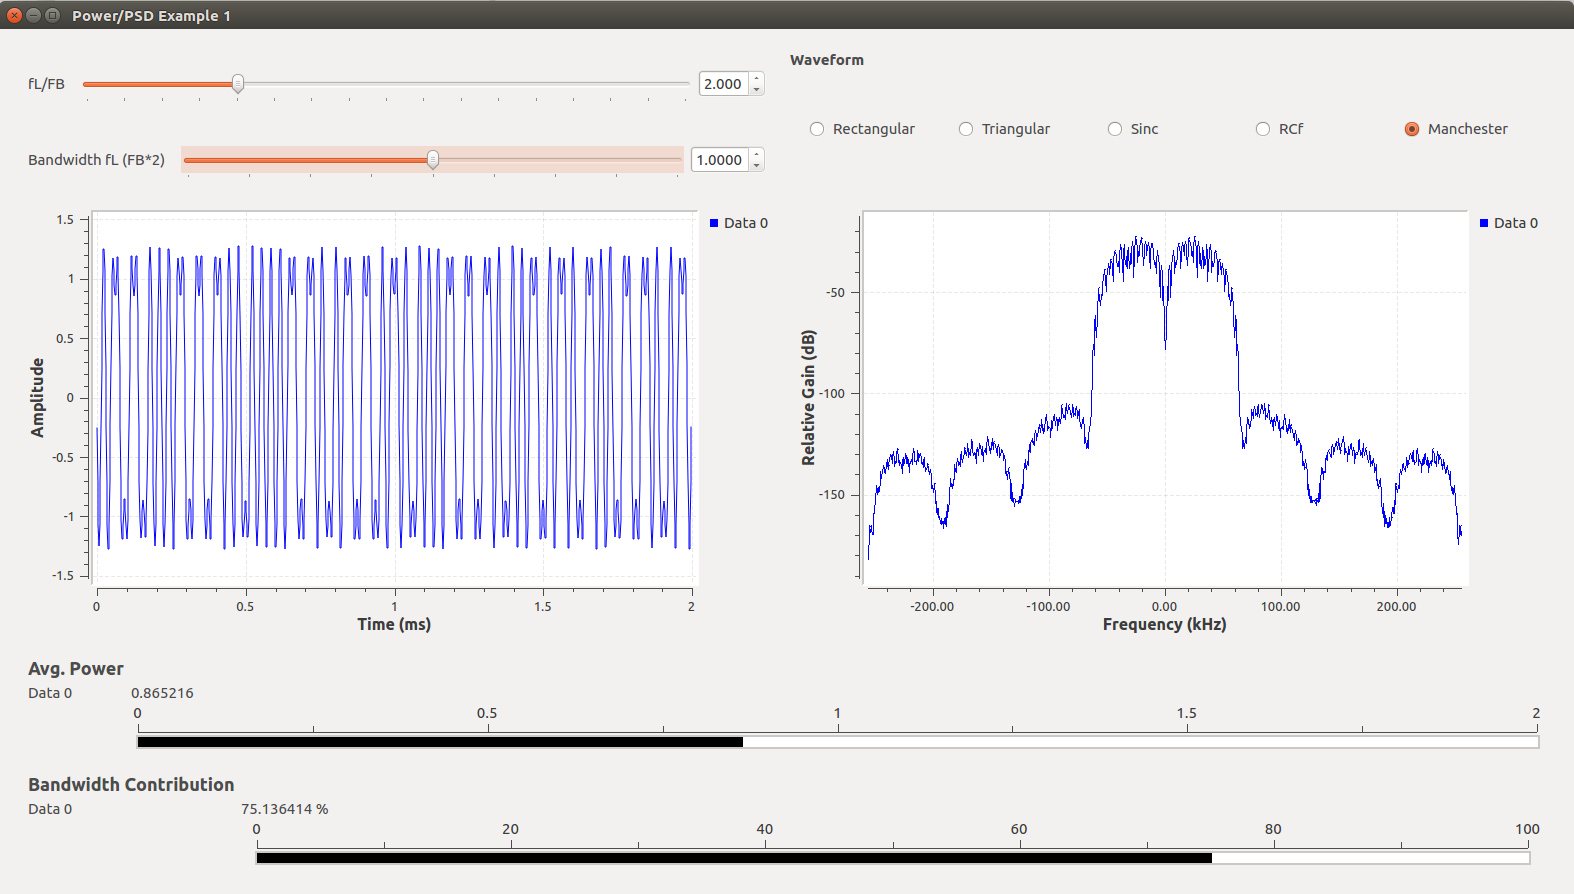 Power/PSD Example 1
fL/FB 2.000
Bandwidth fL (FB*2) 1.0000
Waveform
Rectangular Triangular Sinc RCf Manchester
Data 0
1.5
1
0.5
0
-0.5
-1
-1.5
Amplitude
0 0.5 1 1.5 2
Time (ms)
Data 0
-50
-100
-150
Relative Gain (dB)
-200.00 -100.00 0.00 100.00 200.00
Frequency (kHz)
Avg. Power
Data 0 0.865216
0 0.5 1 1.5 2
Bandwidth Contribution
Data 0 75.136414 %
0 20 40 60 80 100